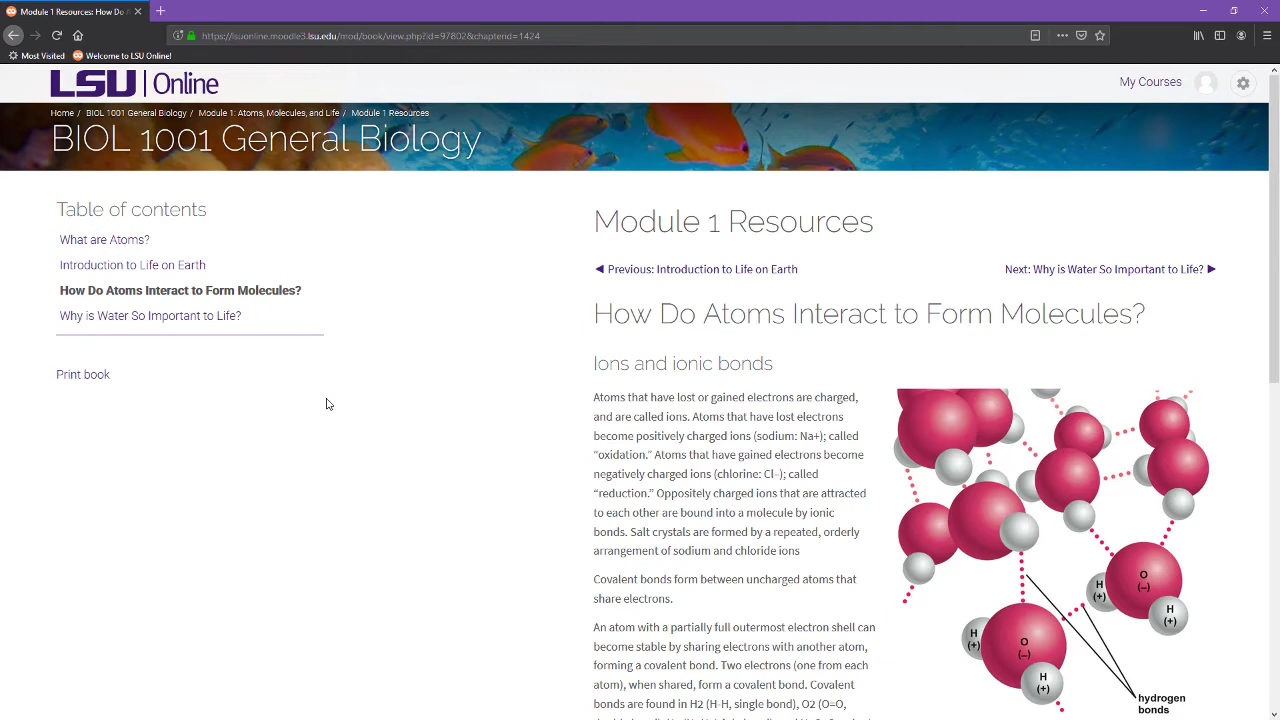 Module 1 Resources: How Do A
https://lsuonline.moodle3.lsu.edu/mod/book/view.php?id=97802&chapterid=1424
Most Visited
Welcome to LSU Online!
LSU | Online
My Courses
Home / BIOL 1001 General Biology / Module 1: Atoms, Molecules, and Life / Module 1 Resources
BIOL 1001 General Biology
Table of contents
What are Atoms?
Introduction to Life on Earth
How Do Atoms Interact to Form Molecules?
Why is Water So Important to Life?
Print book
Module 1 Resources
◀ Previous: Introduction to Life on Earth
Next: Why is Water So Important to Life? ▶
How Do Atoms Interact to Form Molecules?
Ions and ionic bonds
Atoms that have lost or gained electrons are charged,
and are called ions. Atoms that have lost electrons
become positively charged ions (sodium: Na+); called
“oxidation.” Atoms that have gained electrons become
negatively charged ions (chlorine: Cl–); called
“reduction.” Oppositely charged ions that are attracted
to each other are bound into a molecule by ionic
bonds. Salt crystals are formed by a repeated, orderly
arrangement of sodium and chloride ions
Covalent bonds form between uncharged atoms that
share electrons.
An atom with a partially full outermost electron shell can
become stable by sharing electrons with another atom,
forming a covalent bond. Two electrons (one from each
atom), when shared, form a covalent bond. Covalent
bonds are found in H2 (H-H, single bond), O2 (O=O,
O
(–)
H
(+)
H
(+)
H
(+)
O
(–)
H
(+)
hydrogen
bonds